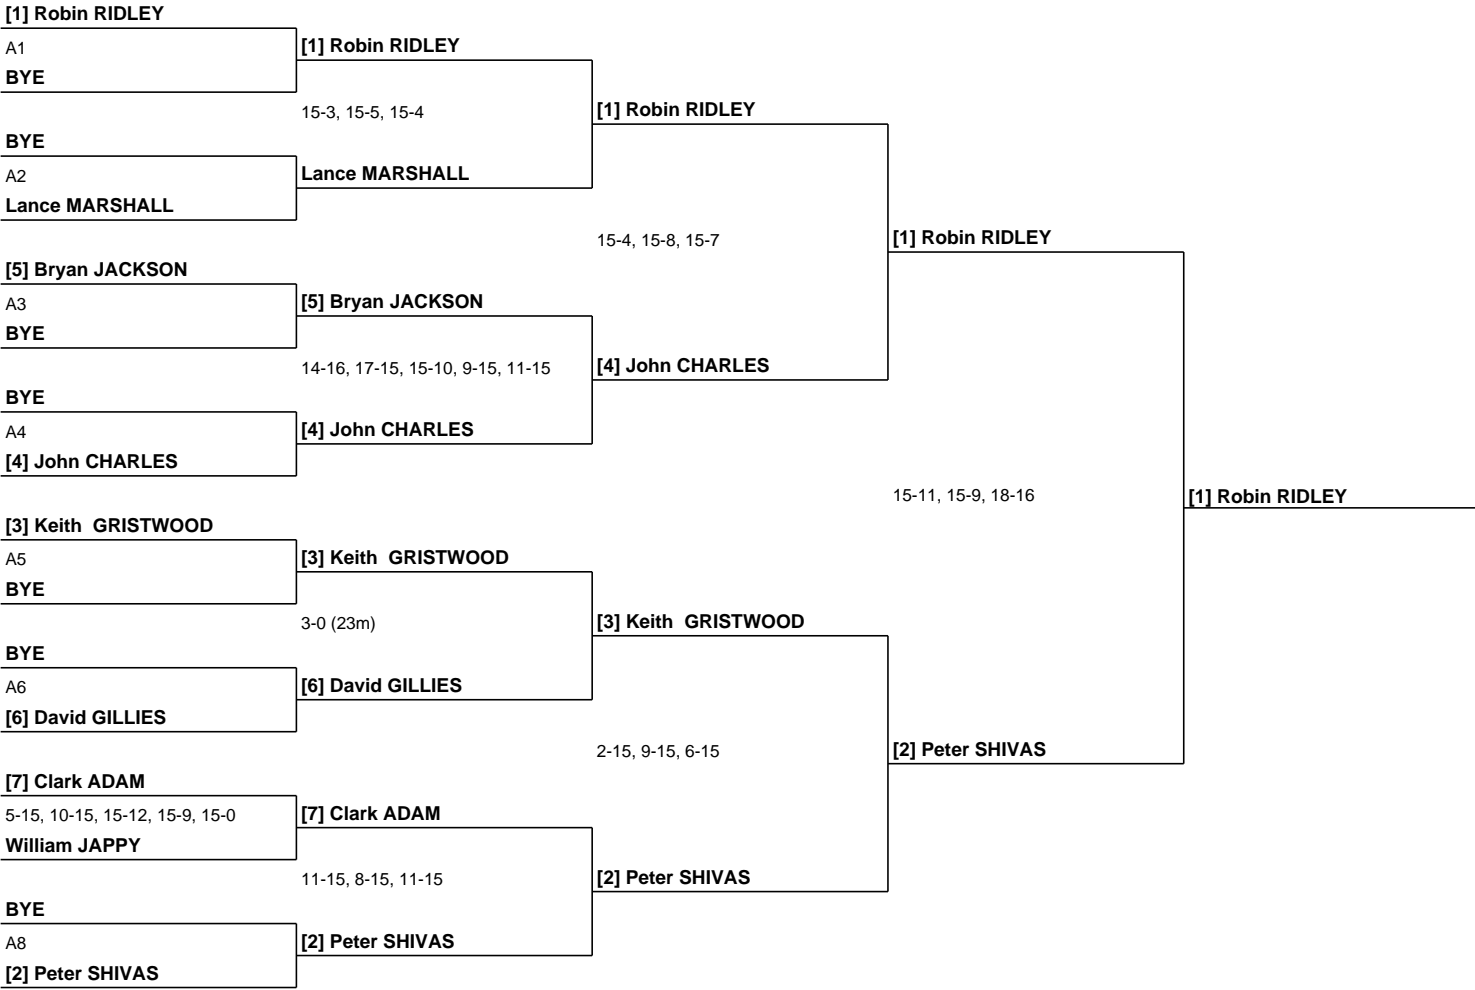 [1] Robin RIDLEY
A1
[1] Robin RIDLEY
BYE
15-3, 15-5, 15-4
[1] Robin RIDLEY
BYE
A2
Lance MARSHALL
Lance MARSHALL
15-4, 15-8, 15-7
[1] Robin RIDLEY
[5] Bryan JACKSON
A3
[5] Bryan JACKSON
BYE
14-16, 17-15, 15-10, 9-15, 11-15
[4] John CHARLES
BYE
A4
[4] John CHARLES
[4] John CHARLES
15-11, 15-9, 18-16
[1] Robin RIDLEY
[3] Keith  GRISTWOOD
A5
[3] Keith  GRISTWOOD
BYE
3-0 (23m)
[3] Keith  GRISTWOOD
BYE
A6
[6] David GILLIES
[6] David GILLIES
2-15, 9-15, 6-15
[2] Peter SHIVAS
[7] Clark ADAM
5-15, 10-15, 15-12, 15-9, 15-0
[7] Clark ADAM
William JAPPY
11-15, 8-15, 11-15
[2] Peter SHIVAS
BYE
A8
[2] Peter SHIVAS
[2] Peter SHIVAS